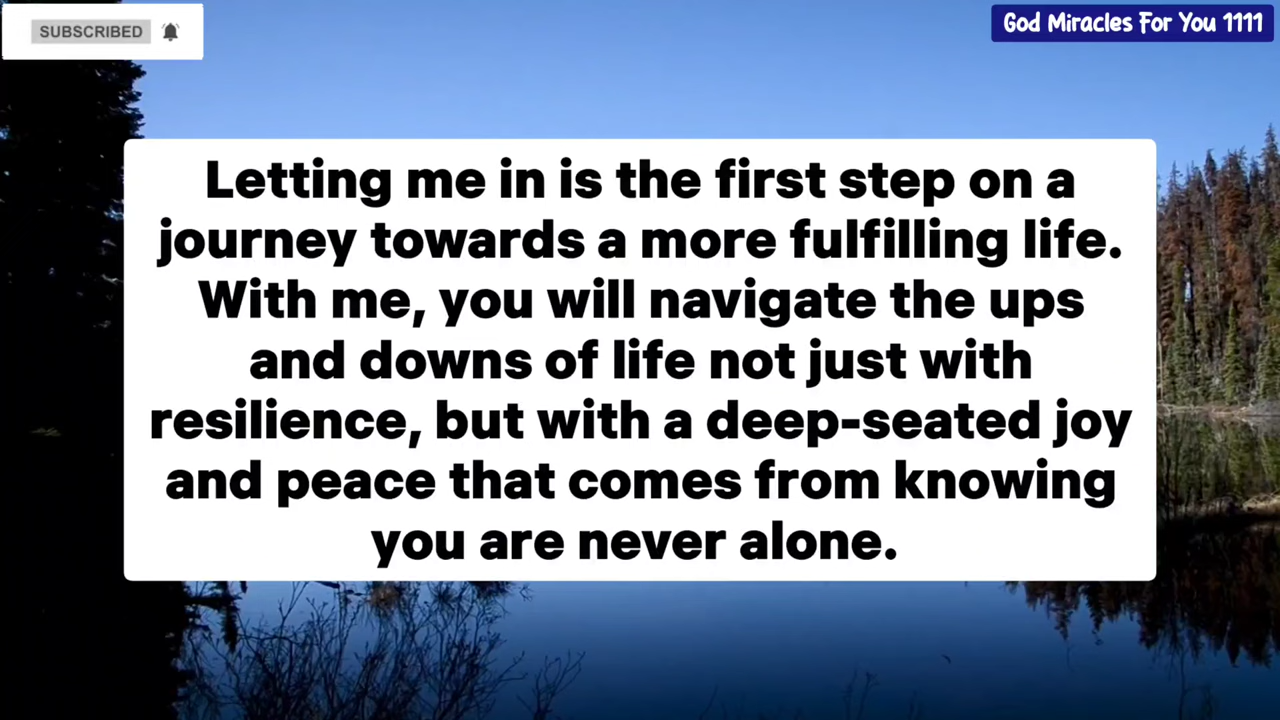 SUBSCRIBED
God Miracles For You 1111
Letting me in is the first step on a
journey towards a more fulfilling life.
With me, you will navigate the ups
and downs of life not just with
resilience, but with a deep-seated joy
and peace that comes from knowing
you are never alone.